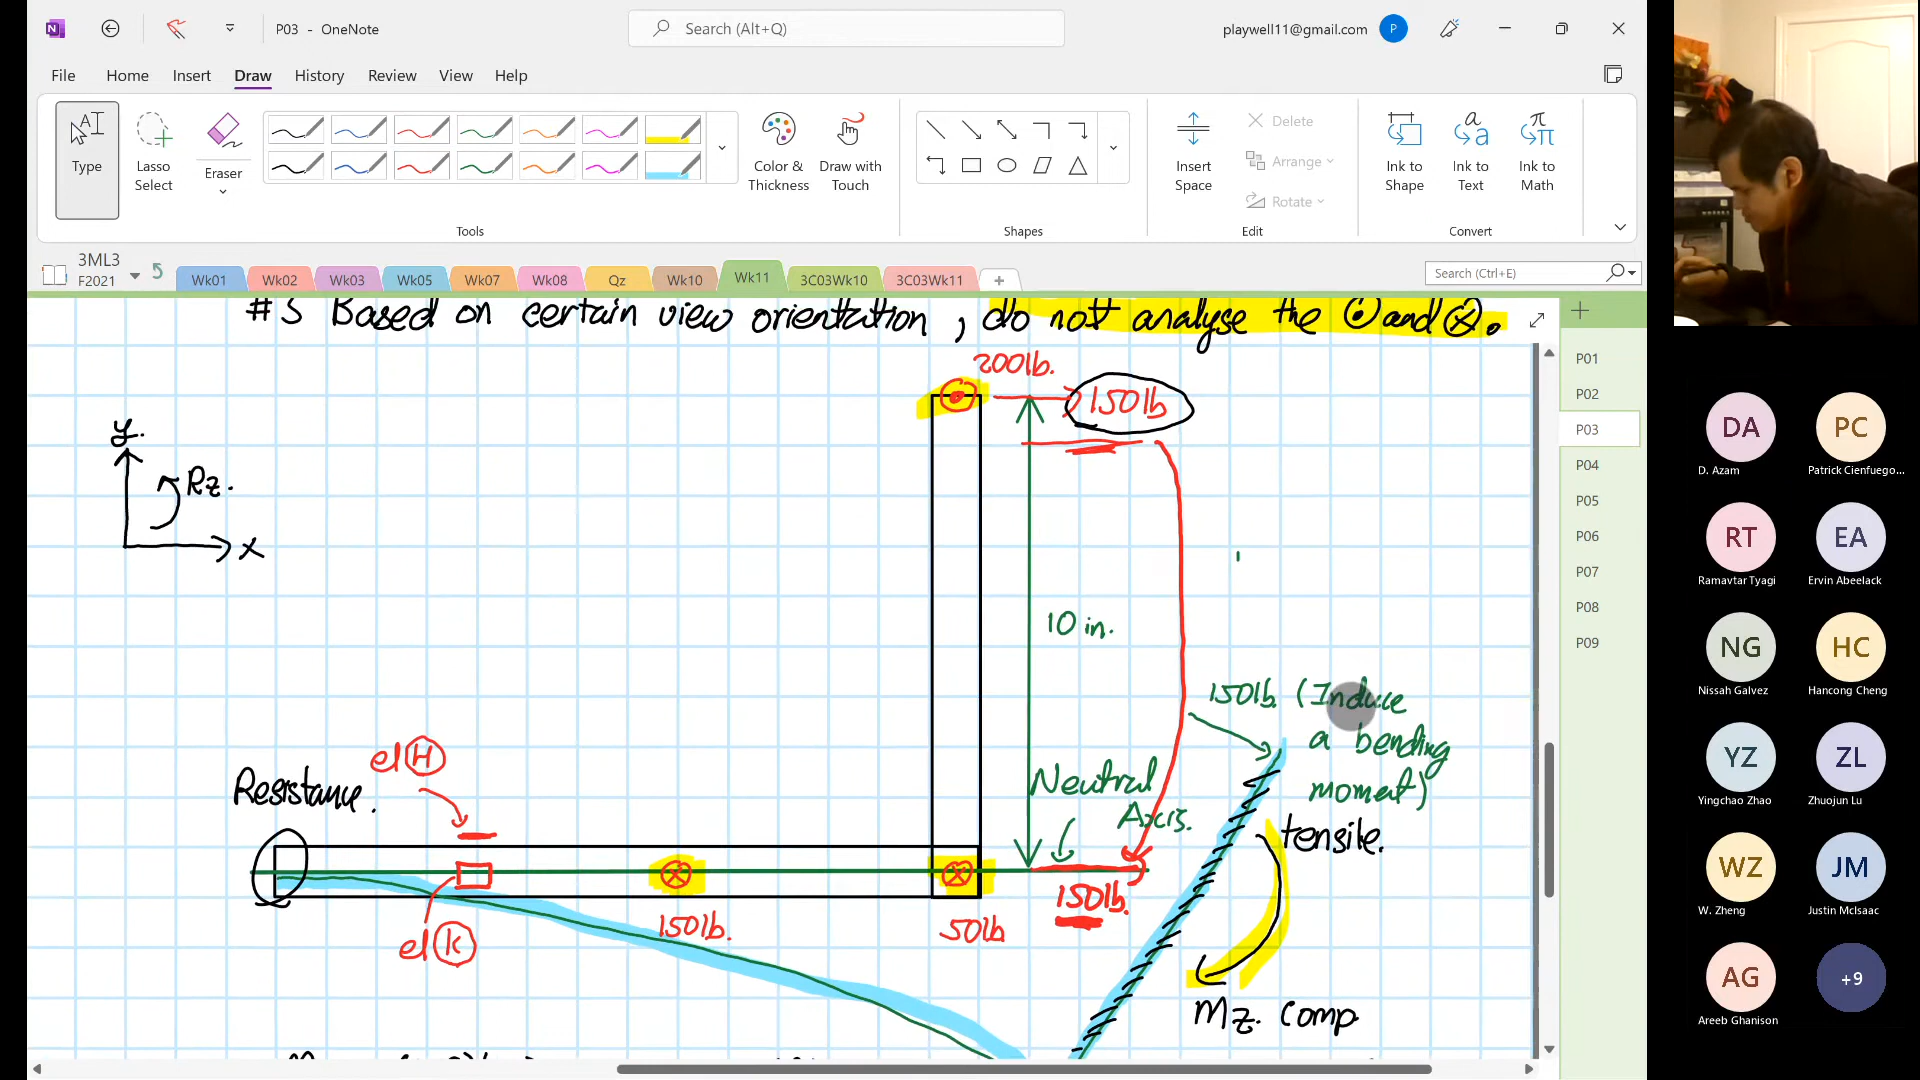 P03 - OneNote
Search (Alt+Q)
playwell11@gmail.com
P
File
Home
Insert
Draw
History
Review
View
Help
Type
Lasso Select
Eraser
Color & Thickness
Draw with Touch
Insert Space
Delete
Arrange
Rotate
Ink to Shape
Ink to Text
Ink to Math
Tools
Shapes
Edit
Convert
3ML3 F2021
Wk01
Wk02
Wk03
Wk05
Wk07
Wk08
Qz
Wk10
Wk11
3C03Wk10
3C03Wk11
Search (Ctrl+E)
Based on certain view orientation, do not analyse the ⊙ and ⊗.
200lb.
150lb
y.
Rz.
x
10 in.
150lb (Induce
a bending
moment)
el H
Neutral
Axis.
Resistance.
tensile.
150lb.
150lb.
50lb
el K
Mz. Comp
P01
P02
P03
P04
P05
P06
P07
P08
P09
DA
PC
D. Azam
Patrick Cienfuego...
RT
EA
Ramavtar Tyagi
Ervin Abeelack
NG
HC
Nissah Galvez
Hancong Cheng
YZ
ZL
Yingchao Zhao
Zhuojun Lu
WZ
JM
W. Zheng
Justin McIsaac
AG
+9
Areeb Ghanison